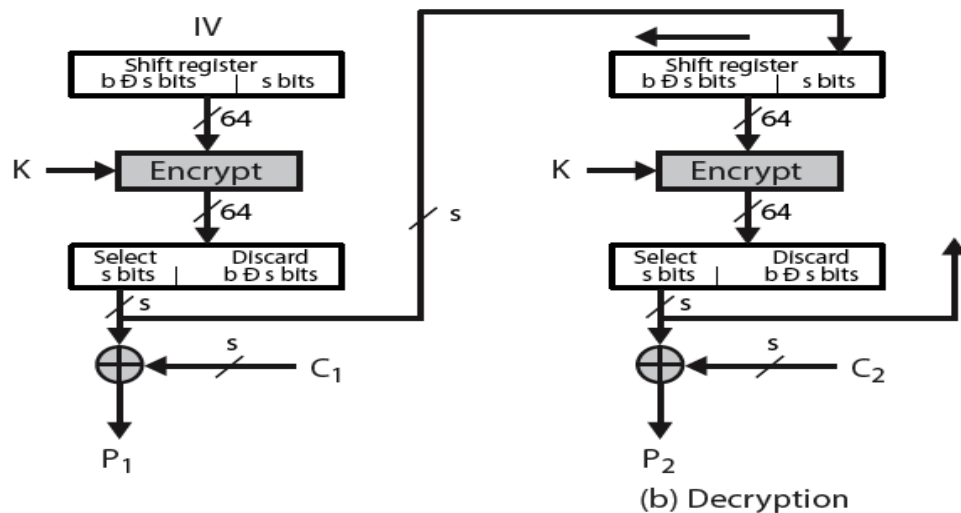 IV
Shift register
b Đ s bits | s bits
64
K
Encrypt
64
Select Discard
s bits | b Đ s bits
s
s
C1
P1
s
Shift register
b Đ s bits | s bits
64
K
Encrypt
64
Select Discard
s bits | b Đ s bits
s
s
C2
P2
(b) Decryption